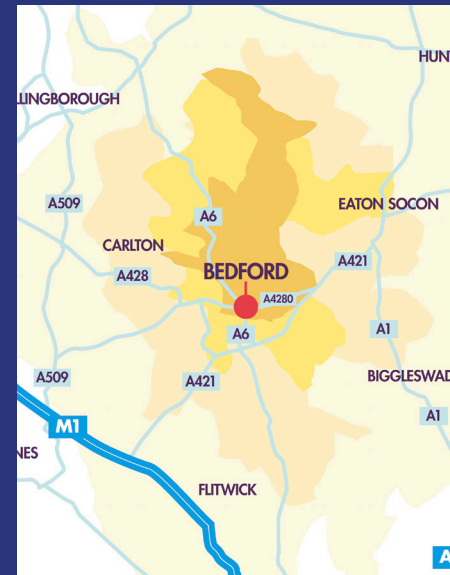 HUNT
LLINGBOROUGH
A509
EATON SOCON
A6
CARLTON
A421
BEDFORD
A428
A4280
A1
A6
A509
A421
BIGGLESWAD
A1
M1
NES
FLITWICK
A